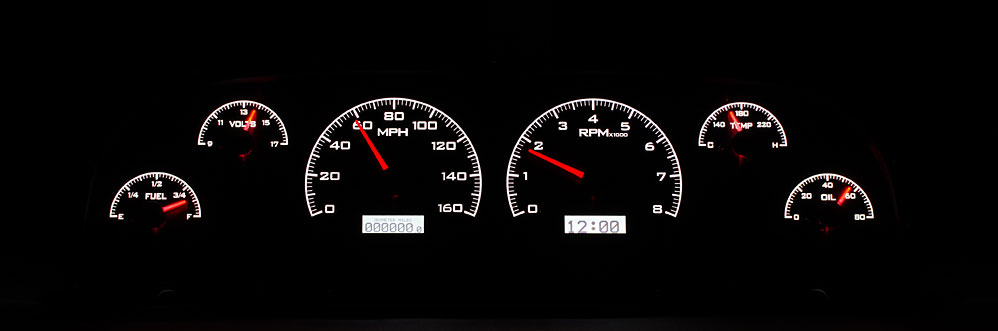 9 11 13 15 17
VOLTS
E 1/4 1/2 3/4 F
FUEL
0 20 40 60 80 100 120 140 160
MPH
000000 0
0 1 2 3 4 5 6 7 8
RPMX1000
12:00
C 140 180 220 H
TEMP
0 20 40 60 80
OIL